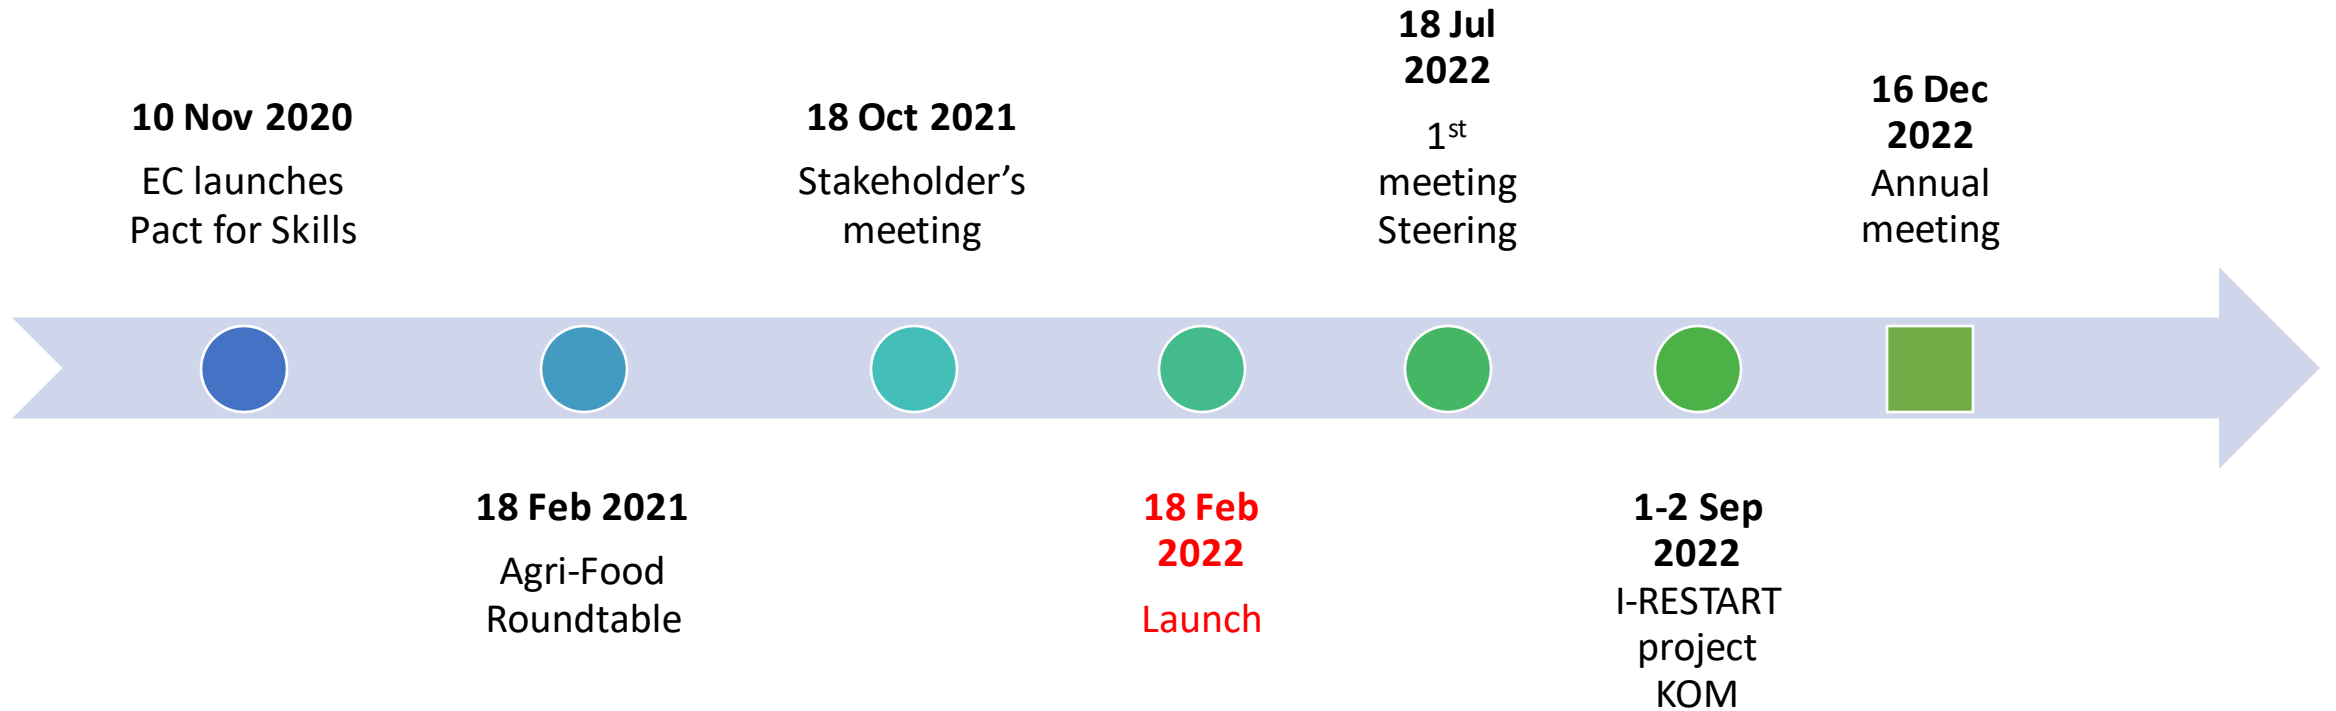 10 Nov 2020
EC launches
Pact for Skills
18 Feb 2021
Agri-Food
Roundtable
18 Oct 2021
Stakeholder’s
meeting
18 Feb
2022
Launch
18 Jul
2022
1st
meeting
Steering
1-2 Sep
2022
I-RESTART
project
KOM
16 Dec
2022
Annual
meeting